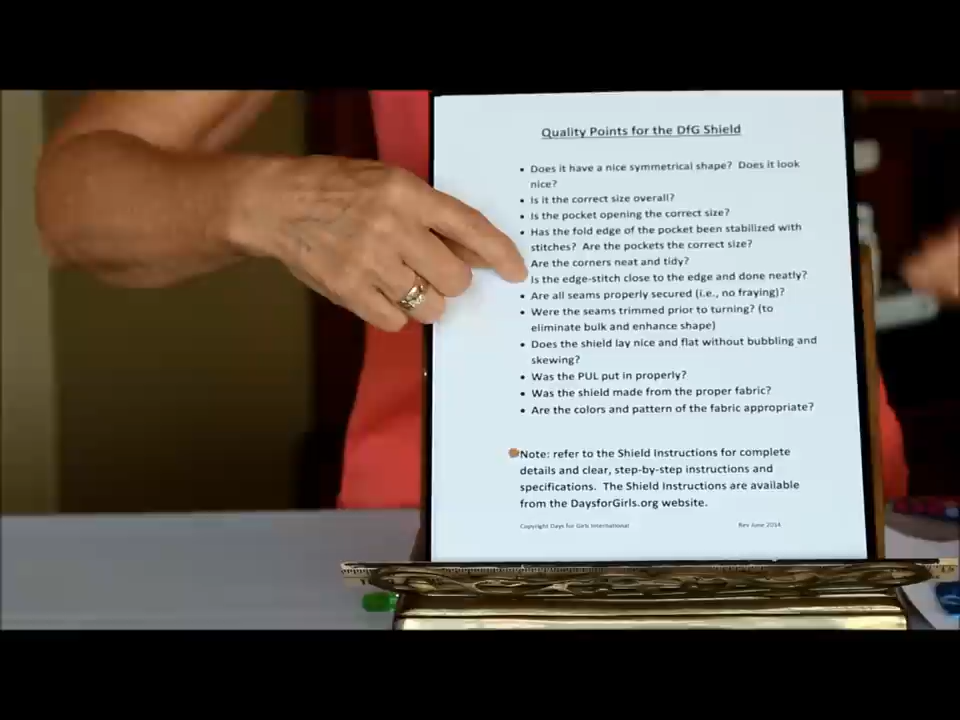 Quality Points for the DfG Shield
• Does it have a nice symmetrical shape? Does it look
nice?
• Is it the correct size overall?
• Is the pocket opening the correct size?
• Has the fold edge of the pocket been stabilized with
stitches? Are the pockets the correct size?
Are the corners neat and tidy?
Is the edge-stitch close to the edge and done neatly?
• Are all seams properly secured (i.e., no fraying)?
• Were the seams trimmed prior to turning? (to
eliminate bulk and enhance shape)
• Does the shield lay nice and flat without bubbling and
skewing?
• Was the PUL put in properly?
• Was the shield made from the proper fabric?
• Are the colors and pattern of the fabric appropriate?
Note: refer to the Shield Instructions for complete
details and clear, step-by-step instructions and
specifications. The Shield Instructions are available
from the DaysforGirls.org website.
Copyright Days for Girls International
Rev June 2014